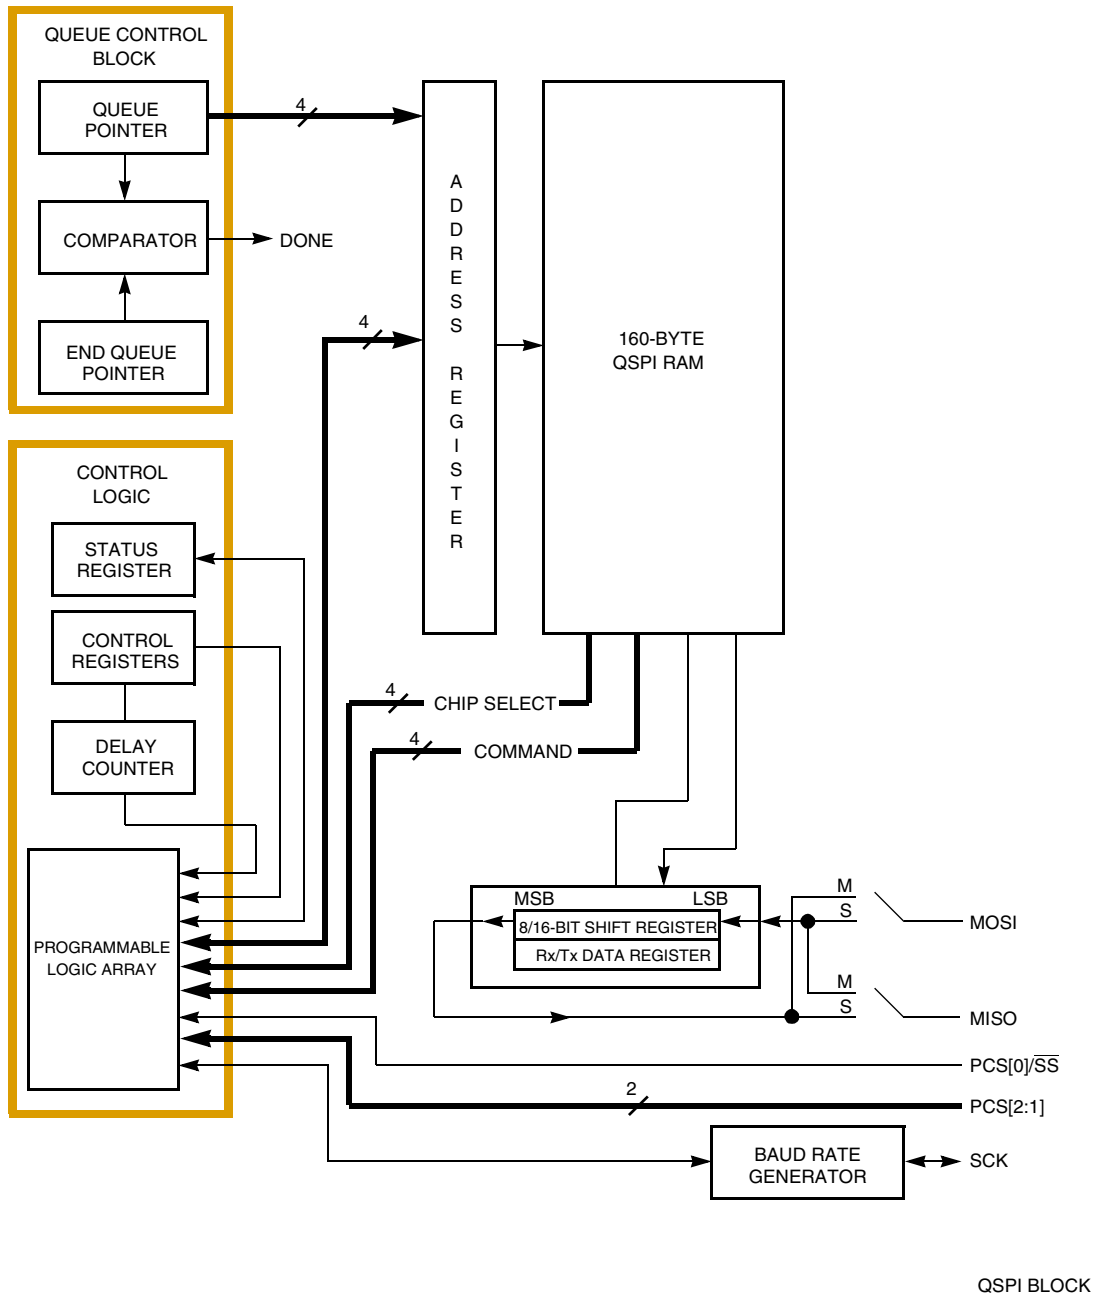 QUEUE CONTROL
BLOCK
QUEUE
POINTER
4
COMPARATOR
DONE
END QUEUE
POINTER
4
ADDRESS REGISTER
160-BYTE
QSPI RAM
CONTROL
LOGIC
STATUS
REGISTER
CONTROL
REGISTERS
DELAY
COUNTER
4
CHIP SELECT
4
COMMAND
PROGRAMMABLE
LOGIC ARRAY
MSB
LSB
8/16-BIT SHIFT REGISTER
Rx/Tx DATA REGISTER
M
S
MOSI
M
S
MISO
PCS[0]/S̅S̅
2
PCS[2:1]
BAUD RATE
GENERATOR
SCK
QSPI BLOCK